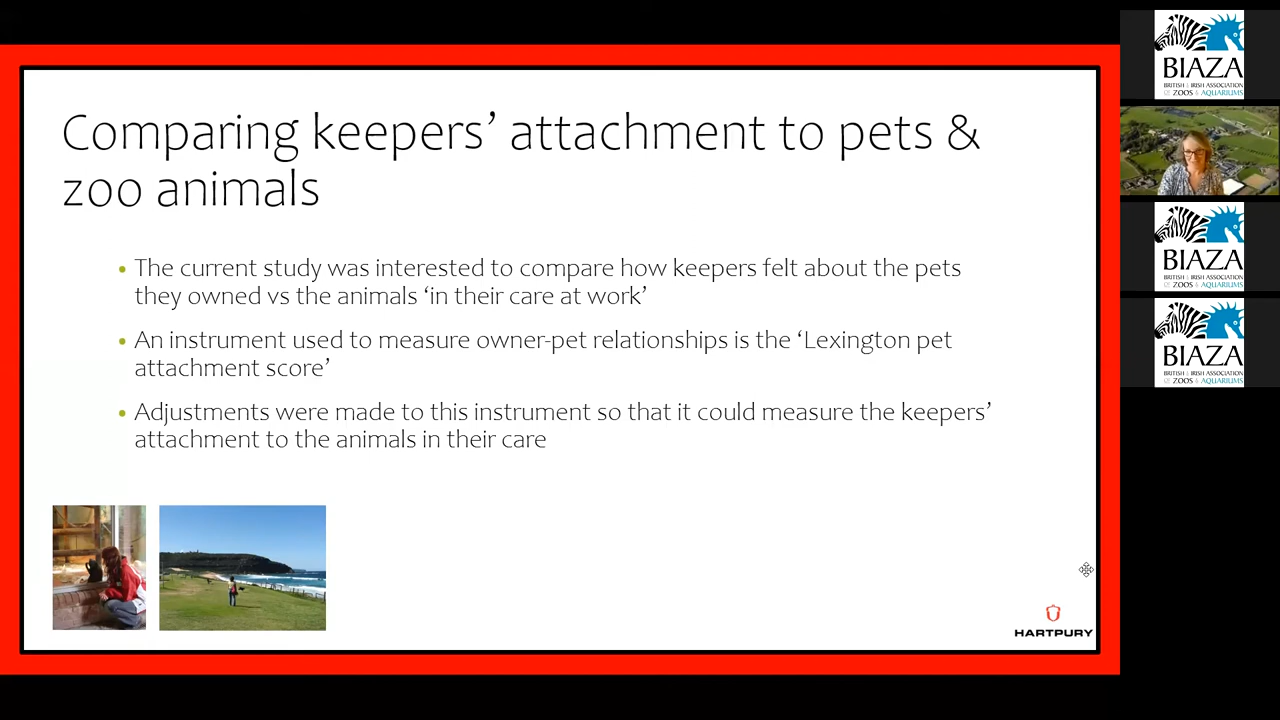 Comparing keepers’ attachment to pets &
zoo animals
• The current study was interested to compare how keepers felt about the pets
they owned vs the animals ‘in their care at work’
• An instrument used to measure owner-pet relationships is the ‘Lexington pet
attachment score’
• Adjustments were made to this instrument so that it could measure the keepers’
attachment to the animals in their care
HARTPURY
BIAZA
BRITISH & IRISH ASSOCIATION
OF ZOOS & AQUARIUMS
BIAZA
BRITISH & IRISH ASSOCIATION
OF ZOOS & AQUARIUMS
BIAZA
BRITISH & IRISH ASSOCIATION
OF ZOOS & AQUARIUMS